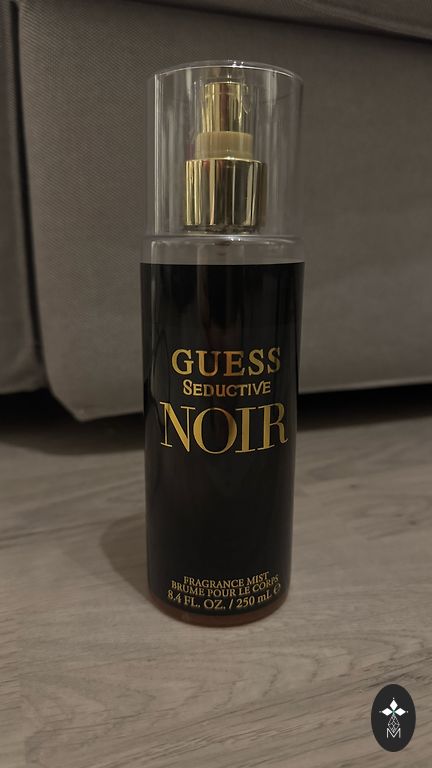 GUESS
SEDUCTIVE
NOIR
FRAGRANCE MIST
BRUME POUR LE CORPS
8.4 FL. OZ. / 250 mL ℮
M